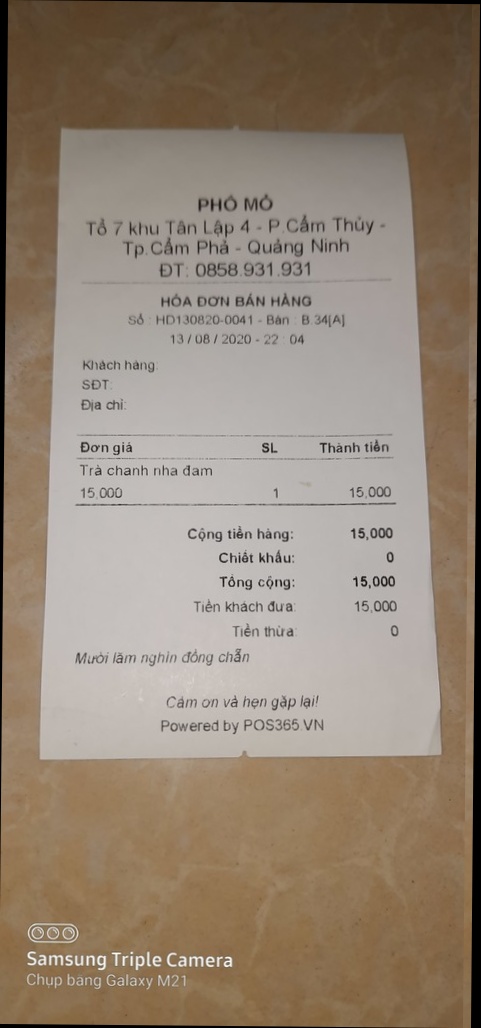 PHỐ MỎ
Tổ 7 khu Tân Lập 4 - P.Cẩm Thủy -
Tp.Cẩm Phả - Quảng Ninh
ĐT: 0858.931.931
HÓA ĐƠN BÁN HÀNG
Số : HD130820-0041 - Bàn : B.34[A]
13 / 08 / 2020 - 22 : 04
Khách hàng:
SĐT:
Địa chỉ:
Đơn giá SL Thành tiền
Trà chanh nha đam
15,000 1 15,000
Cộng tiền hàng: 15,000
Chiết khấu: 0
Tổng cộng: 15,000
Tiền khách đưa: 15,000
Tiền thừa: 0
Mười lăm nghìn đồng chẵn
Cảm ơn và hẹn gặp lại!
Powered by POS365.VN
Samsung Triple Camera
Chụp bằng Galaxy M21